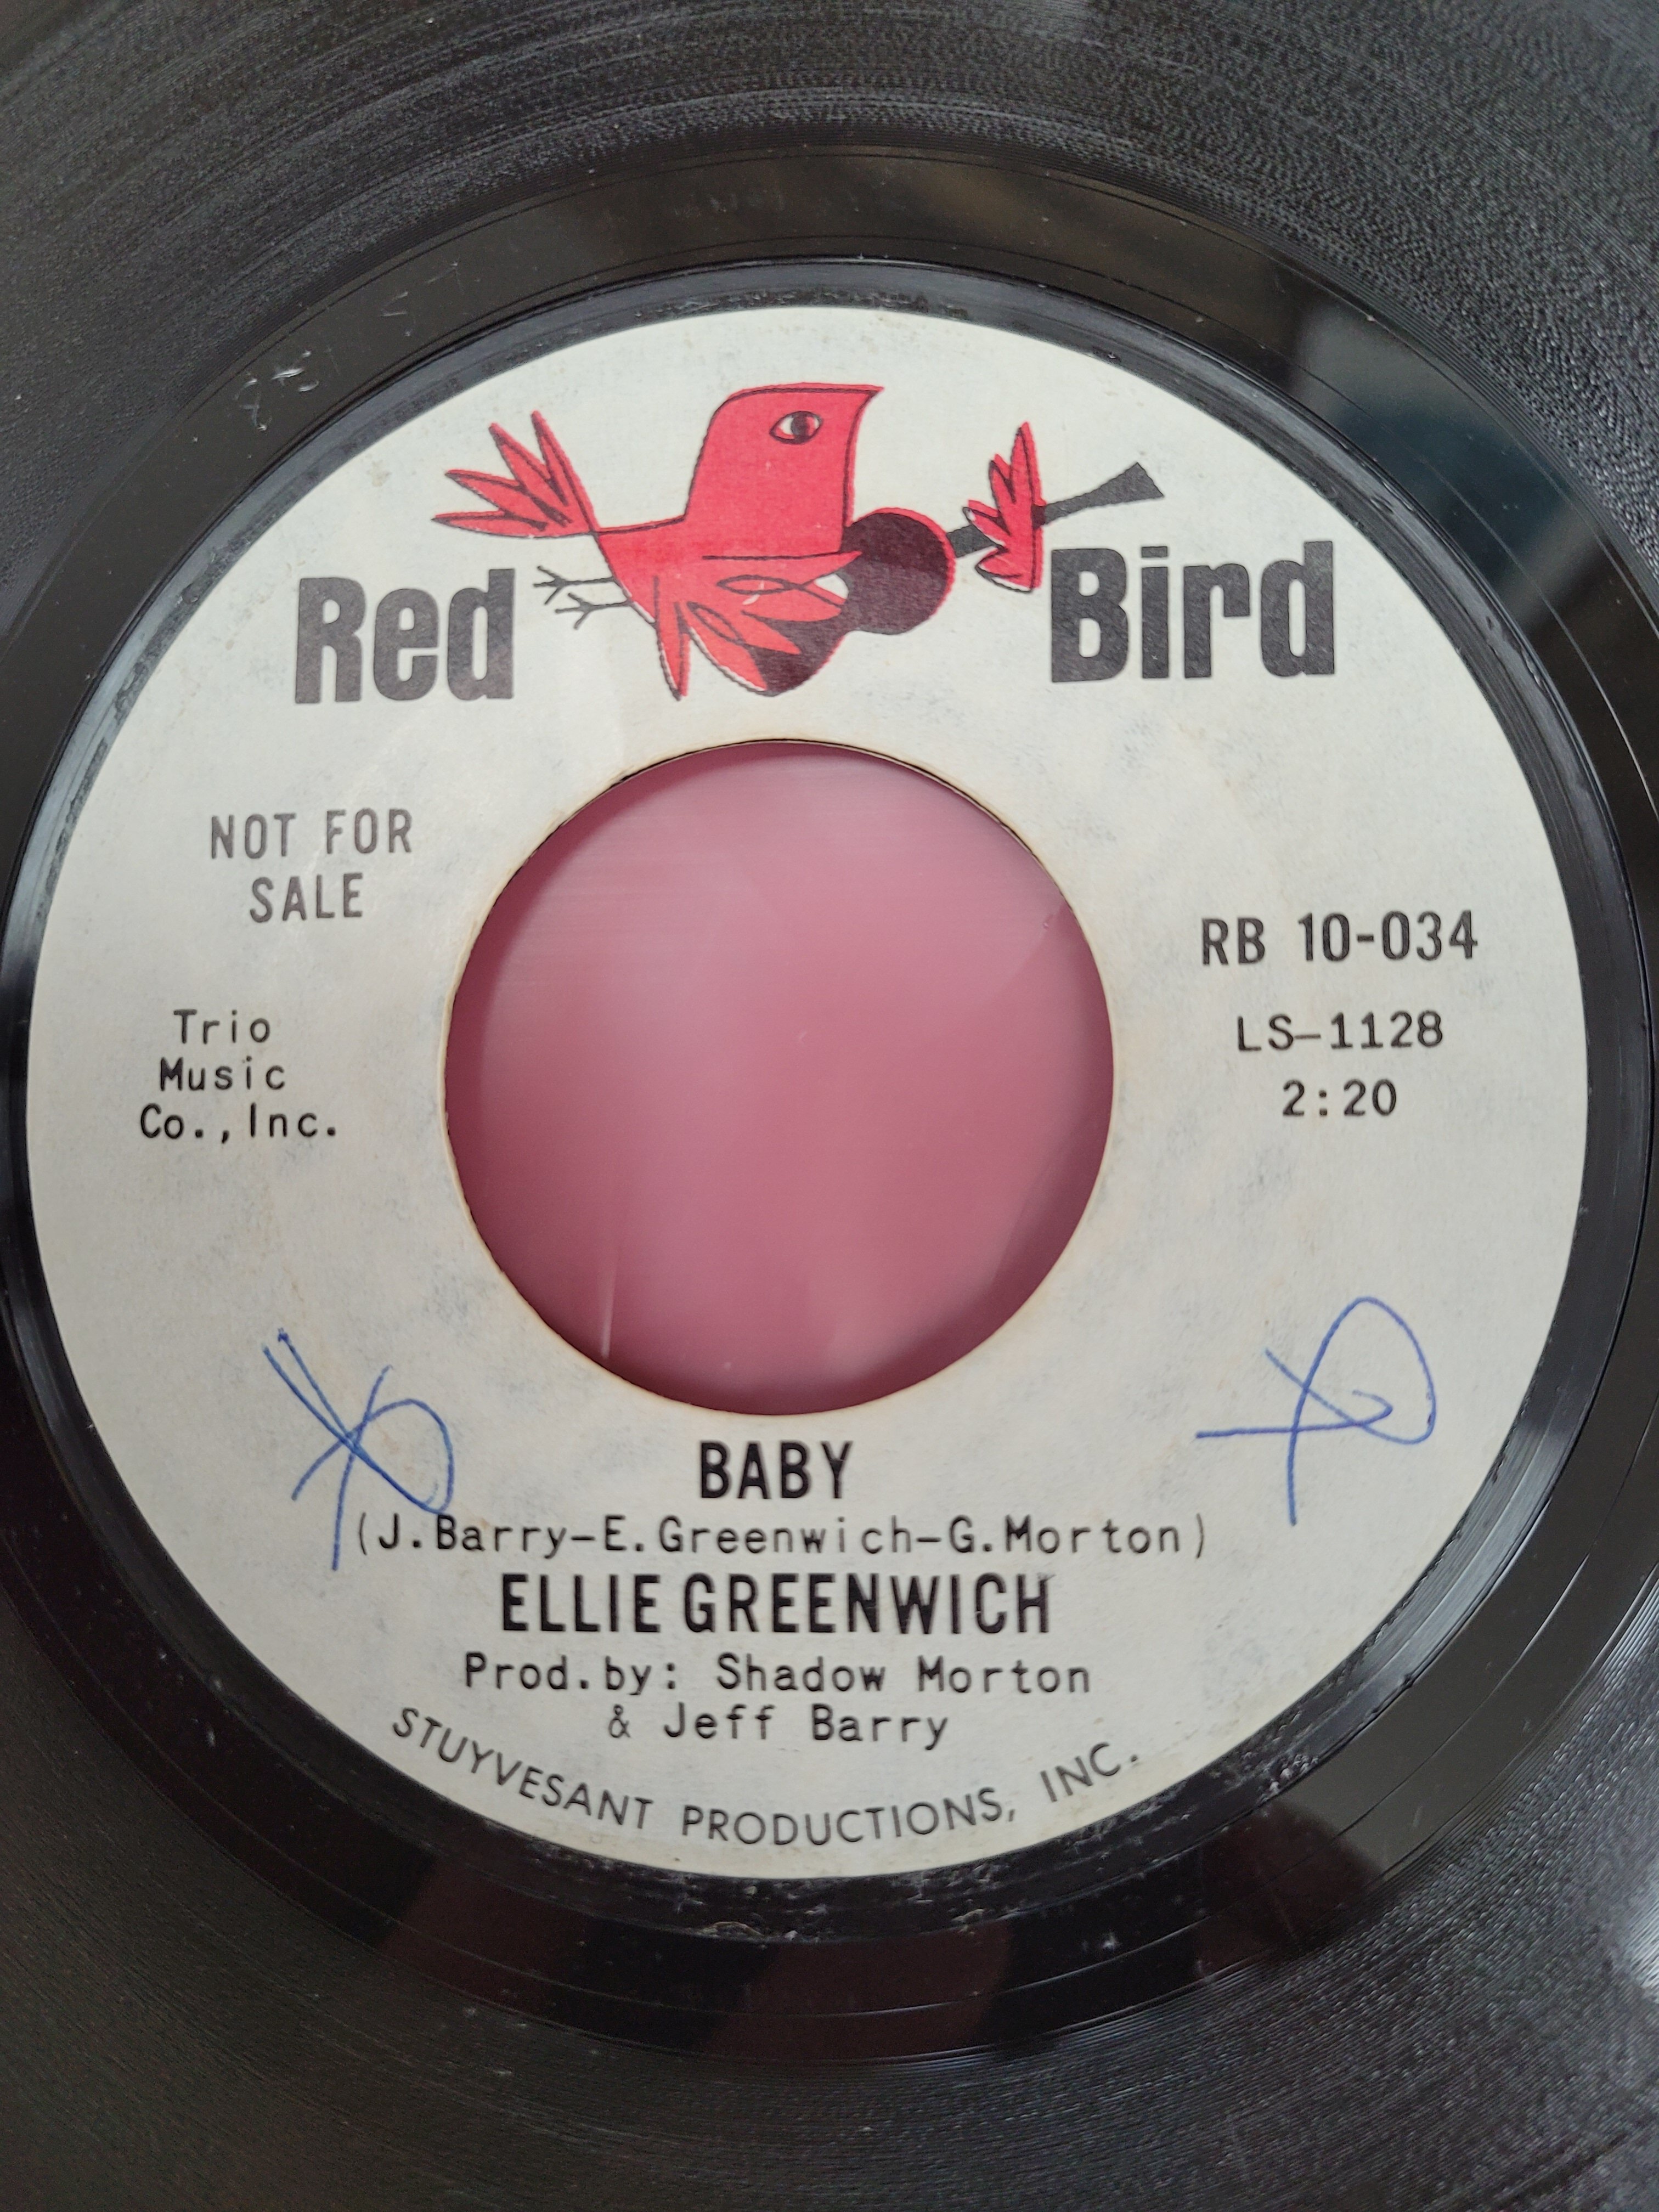 Red Bird
NOT FOR
SALE
RB 10-034
LS-1128
2:20
Trio
Music
Co.,Inc.
BABY
(J.Barry-E.Greenwich-G.Morton)
ELLIE GREENWICH
Prod.by: Shadow Morton
& Jeff Barry
STUYVESANT PRODUCTIONS, INC.